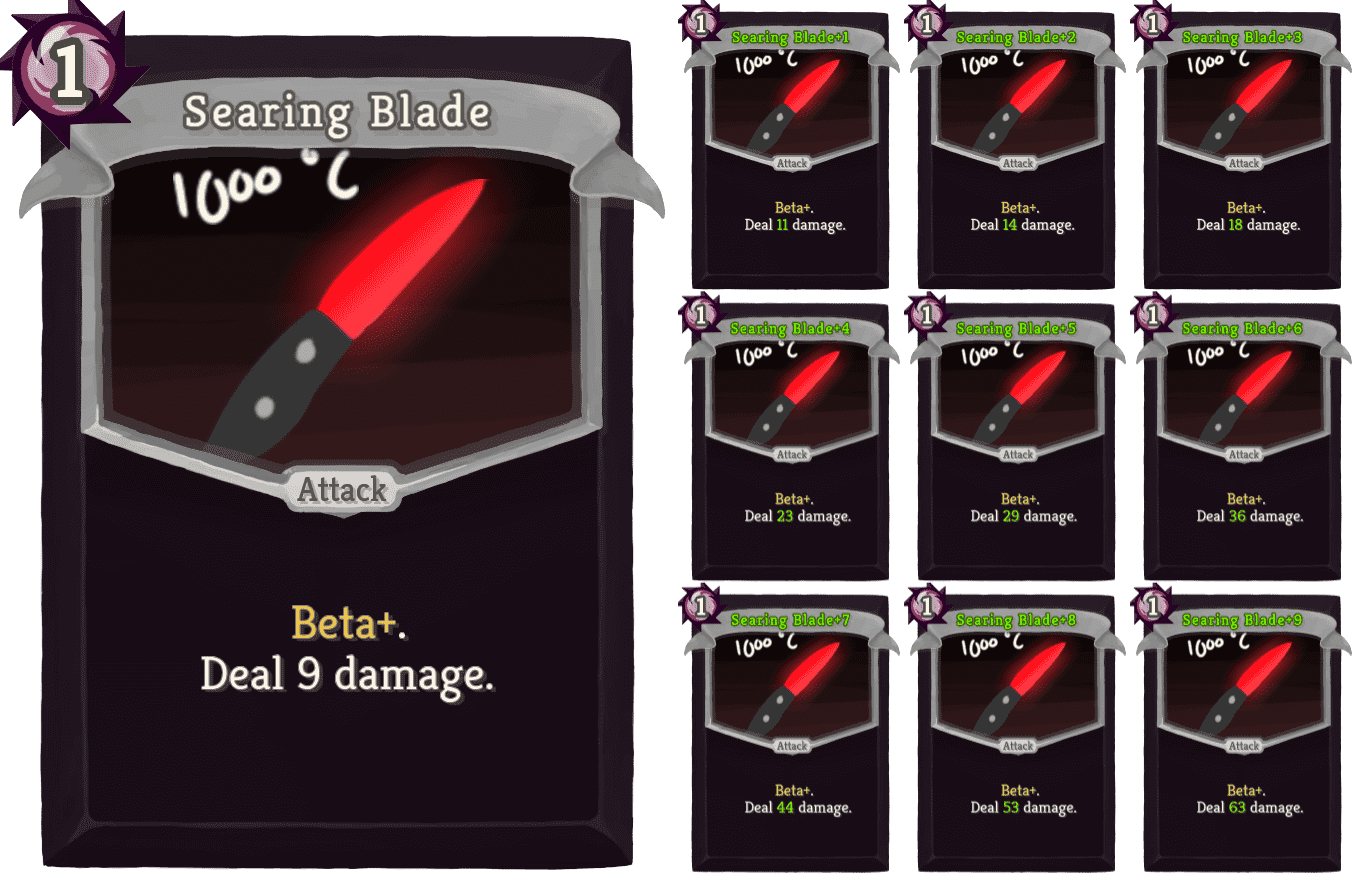 1
Searing Blade
1000 °C
Attack
Beta+.
Deal 9 damage.
1
Searing Blade+1
1000 °C
Attack
Beta+.
Deal 11 damage.
1
Searing Blade+2
1000 °C
Attack
Beta+.
Deal 14 damage.
1
Searing Blade+3
1000 °C
Attack
Beta+.
Deal 18 damage.
1
Searing Blade+4
1000 °C
Attack
Beta+.
Deal 23 damage.
1
Searing Blade+5
1000 °C
Attack
Beta+.
Deal 29 damage.
1
Searing Blade+6
1000 °C
Attack
Beta+.
Deal 36 damage.
1
Searing Blade+7
1000 °C
Attack
Beta+.
Deal 44 damage.
1
Searing Blade+8
1000 °C
Attack
Beta+.
Deal 53 damage.
1
Searing Blade+9
1000 °C
Attack
Beta+.
Deal 63 damage.